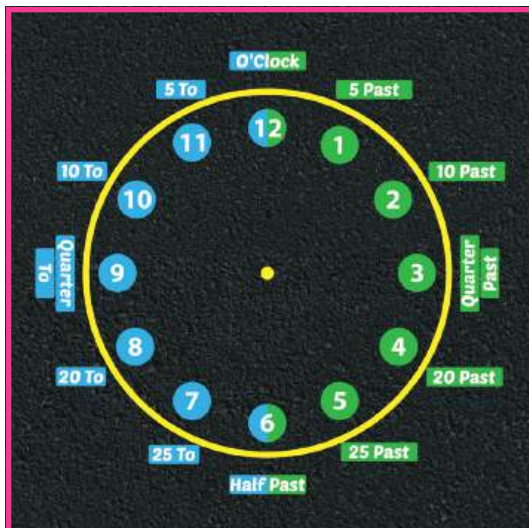 O'Clock
5 To
5 Past
12
11
1
10 To
10 Past
10
2
Quarter
To
9
3
Quarter
Past
8
4
20 To
20 Past
7
5
6
25 To
25 Past
Half Past